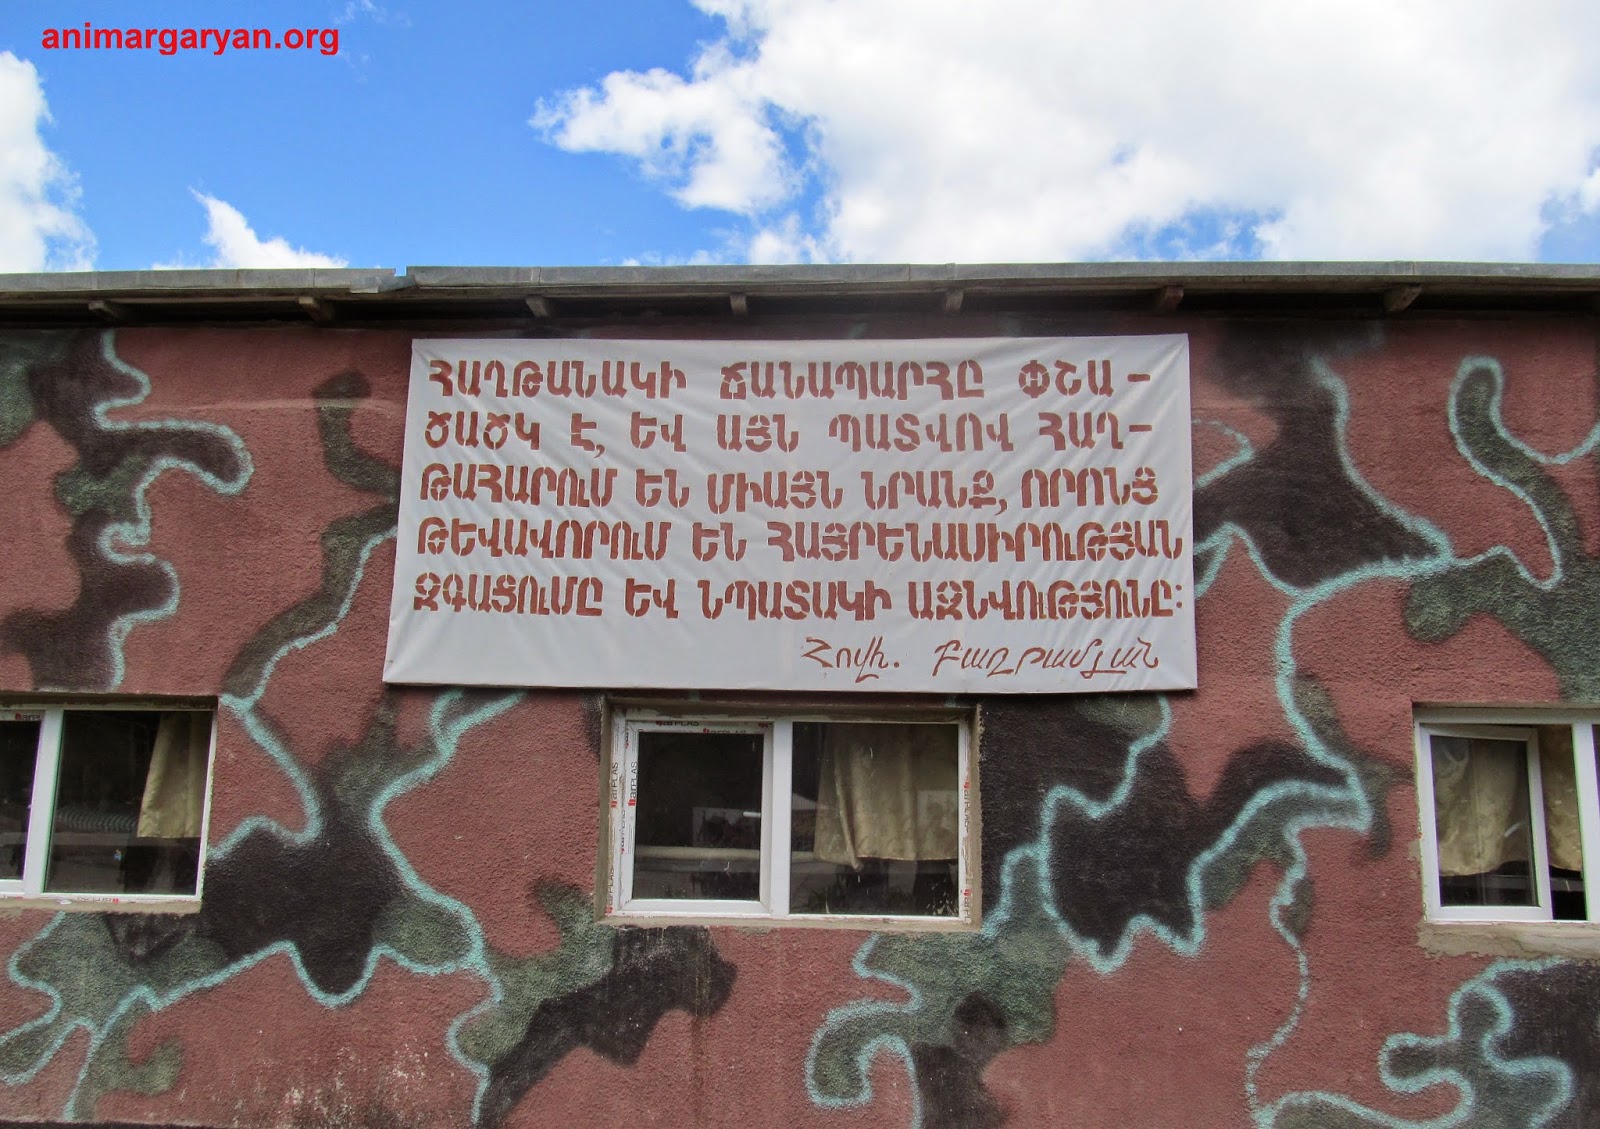 animargaryan.org
ՀԱՂԹԱՆԱԿԻ ՃԱՆԱՊԱՐՀԸ ՓՇԱ-
ԾԱԾԿ Է, ԵՎ ԱՅՆ ՊԱՏՎՈՎ ՀԱՂ-
ԹԱՀԱՐՈՒՄ ԵՆ ՄԻԱՅՆ ՆՐԱՆՔ, ՈՐՈՆՑ
ԹԵՎԱՎՈՐՈՒՄ ԵՆ ՀԱՅՐԵՆԱՍԻՐՈՒԹՅԱՆ
ԶԳԱՑՈՒՄԸ ԵՎ ՆՊԱՏԱԿԻ ԱԶՆՎՈՒԹՅՈՒՆԸ:
Հովհ. Բաղրամյան